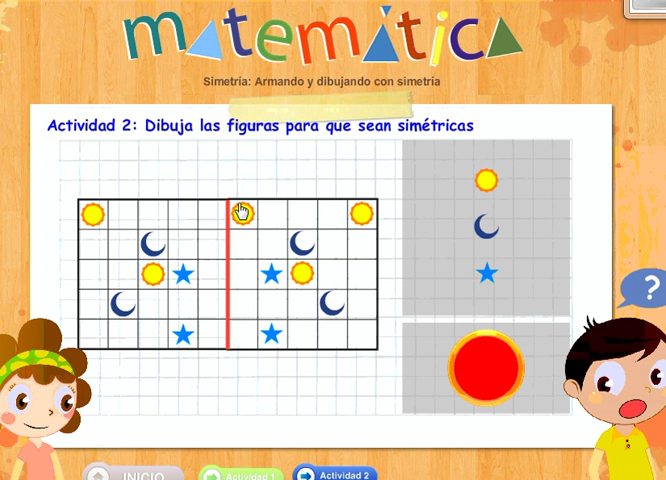 matemática
Simetría: Armando y dibujando con simetría
Actividad 2: Dibuja las figuras para que sean simétricas
?
INICIO
Actividad 1
Actividad 2